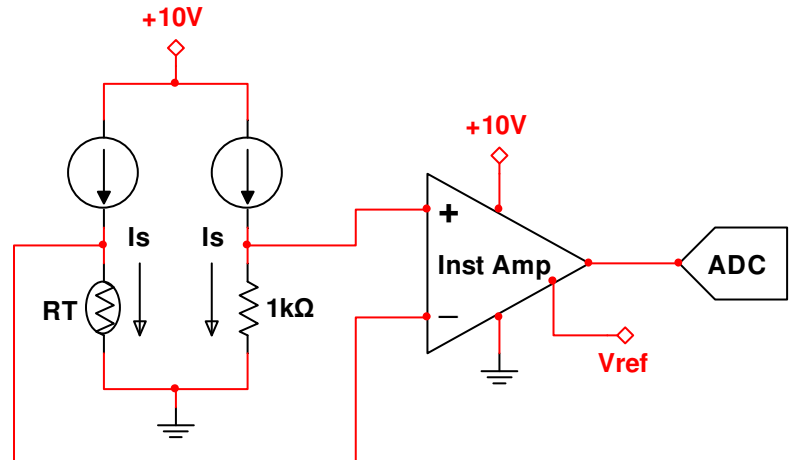 +10V
+10V
Is
Is
+
Inst Amp
ADC
RT
1kΩ
−
Vref